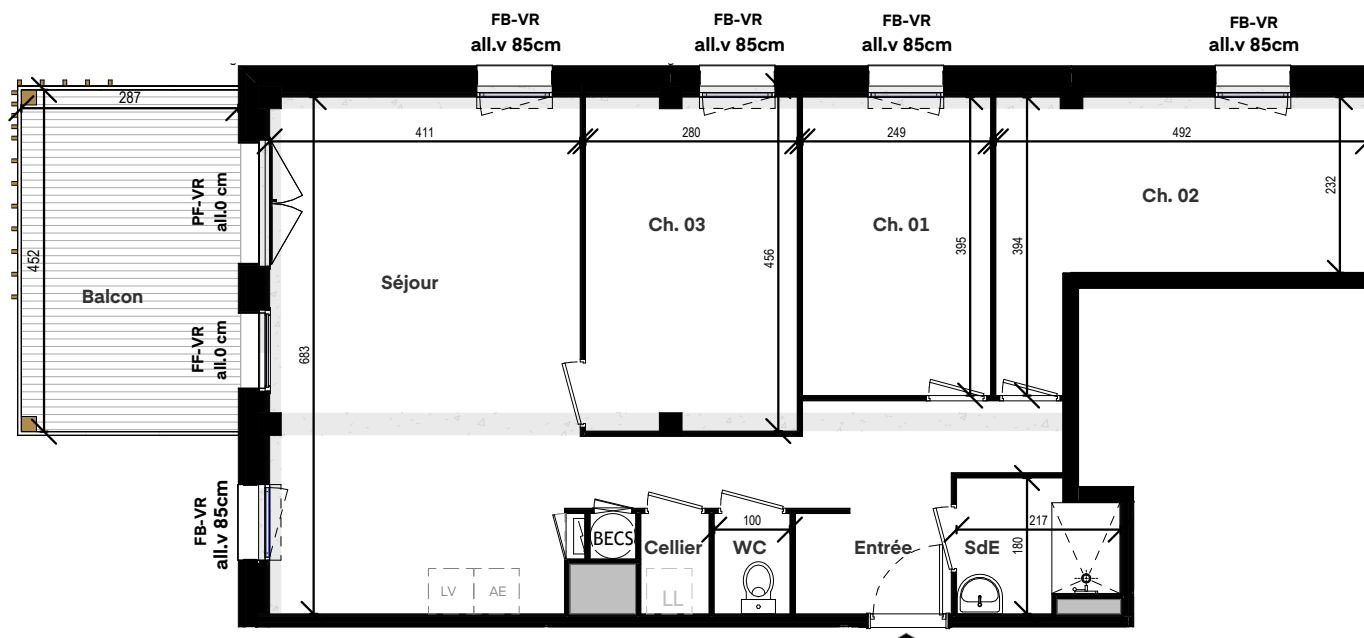 FB-VR
all.v 85cm
FB-VR
all.v 85cm
FB-VR
all.v 85cm
FB-VR
all.v 85cm
287
411
280
249
492
232
PF-VR
all.0 cm
Ch. 03
Ch. 01
Ch. 02
452
456
395
394
Séjour
Balcon
FF-VR
all.0 cm
683
FB-VR
all.v 85cm
BECS
Cellier
100
WC
Entrée
217
SdE
180
LV
AE
LL